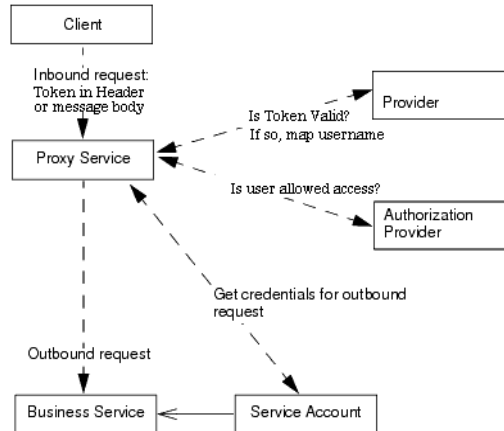 Client
Inbound request:
Token in Header
or message body
Provider
Is Token Valid?
If so, map username
Proxy Service
Is user allowed access?
Authorization
Provider
Get credentials for outbound
request
Outbound request
Business Service
Service Account